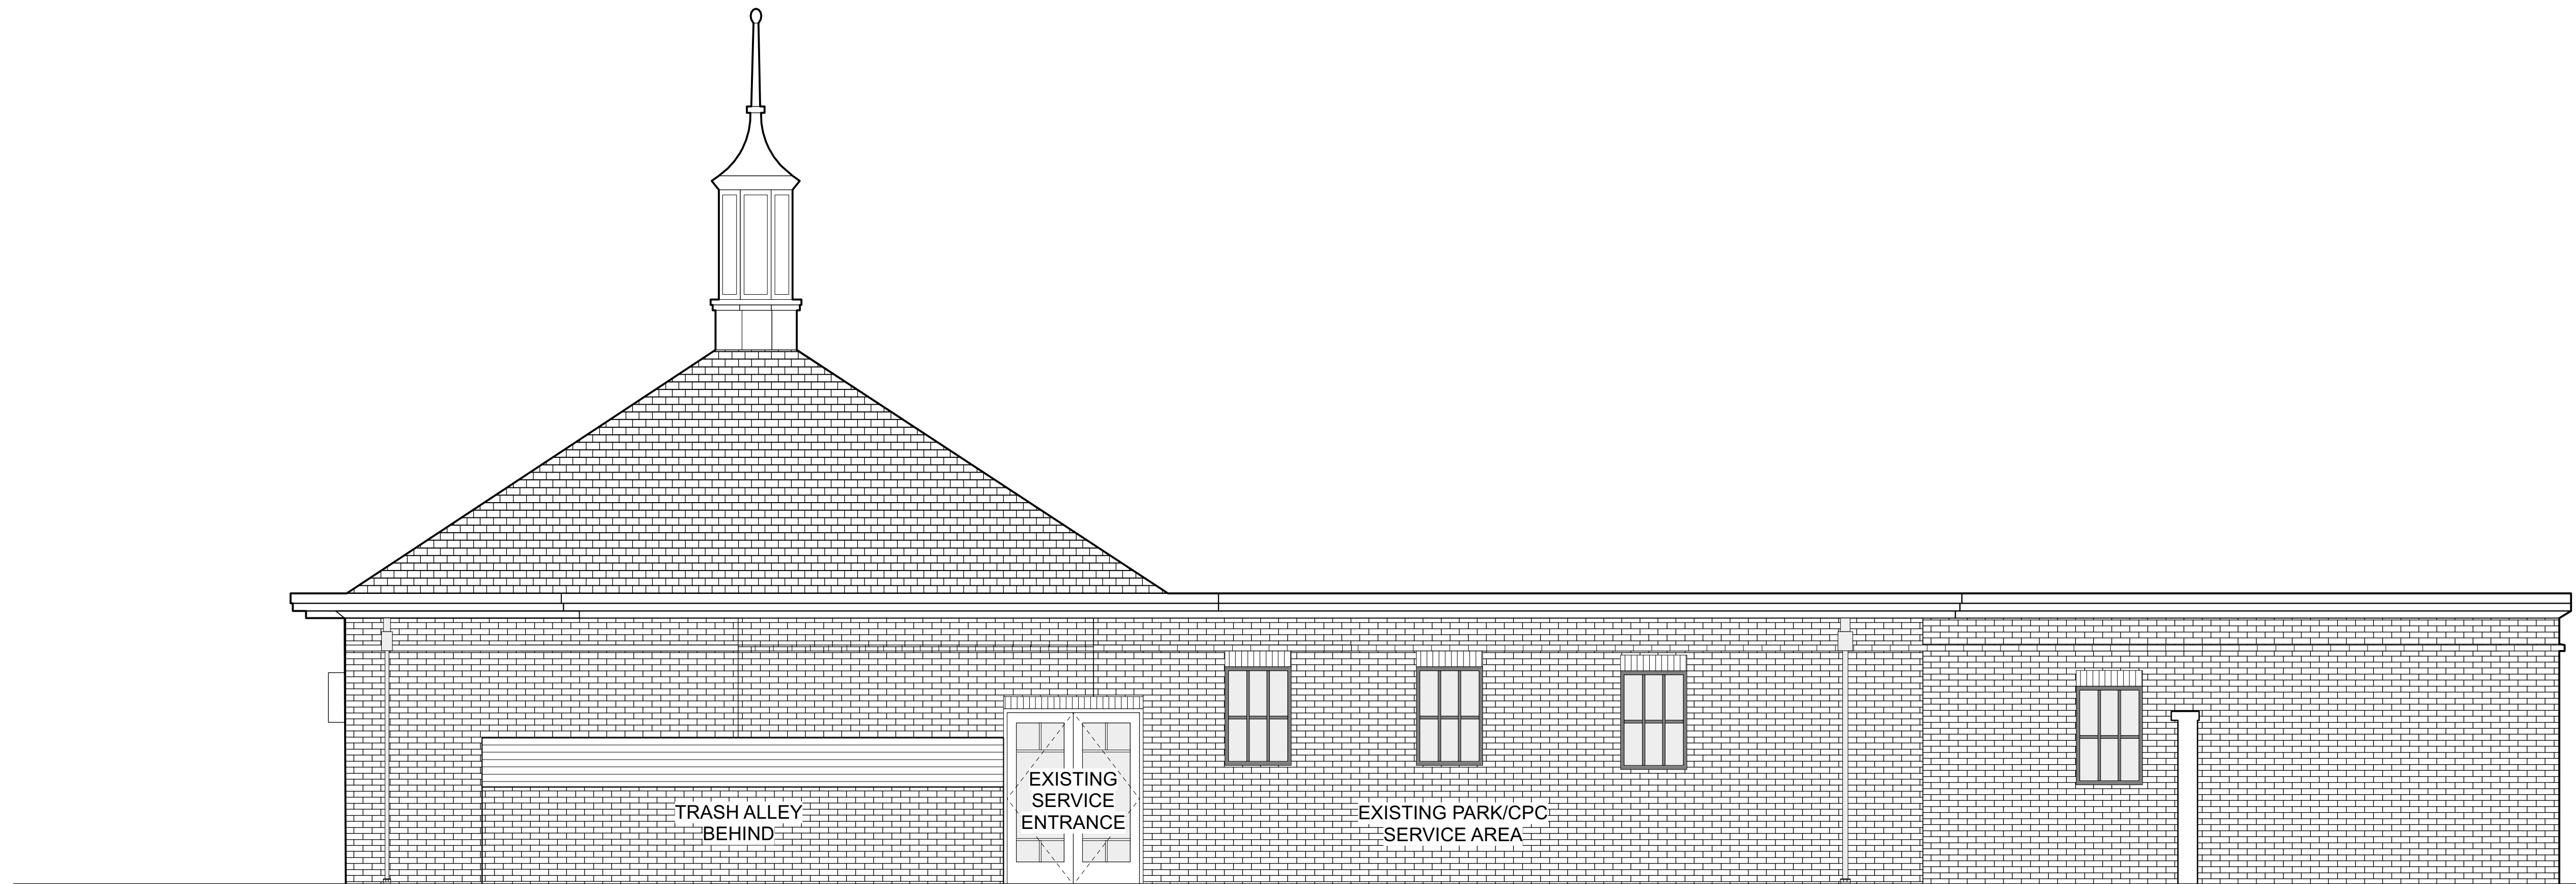 TRASH ALLEY
BEHIND
EXISTING
SERVICE
ENTRANCE
EXISTING PARK/CPC
SERVICE AREA